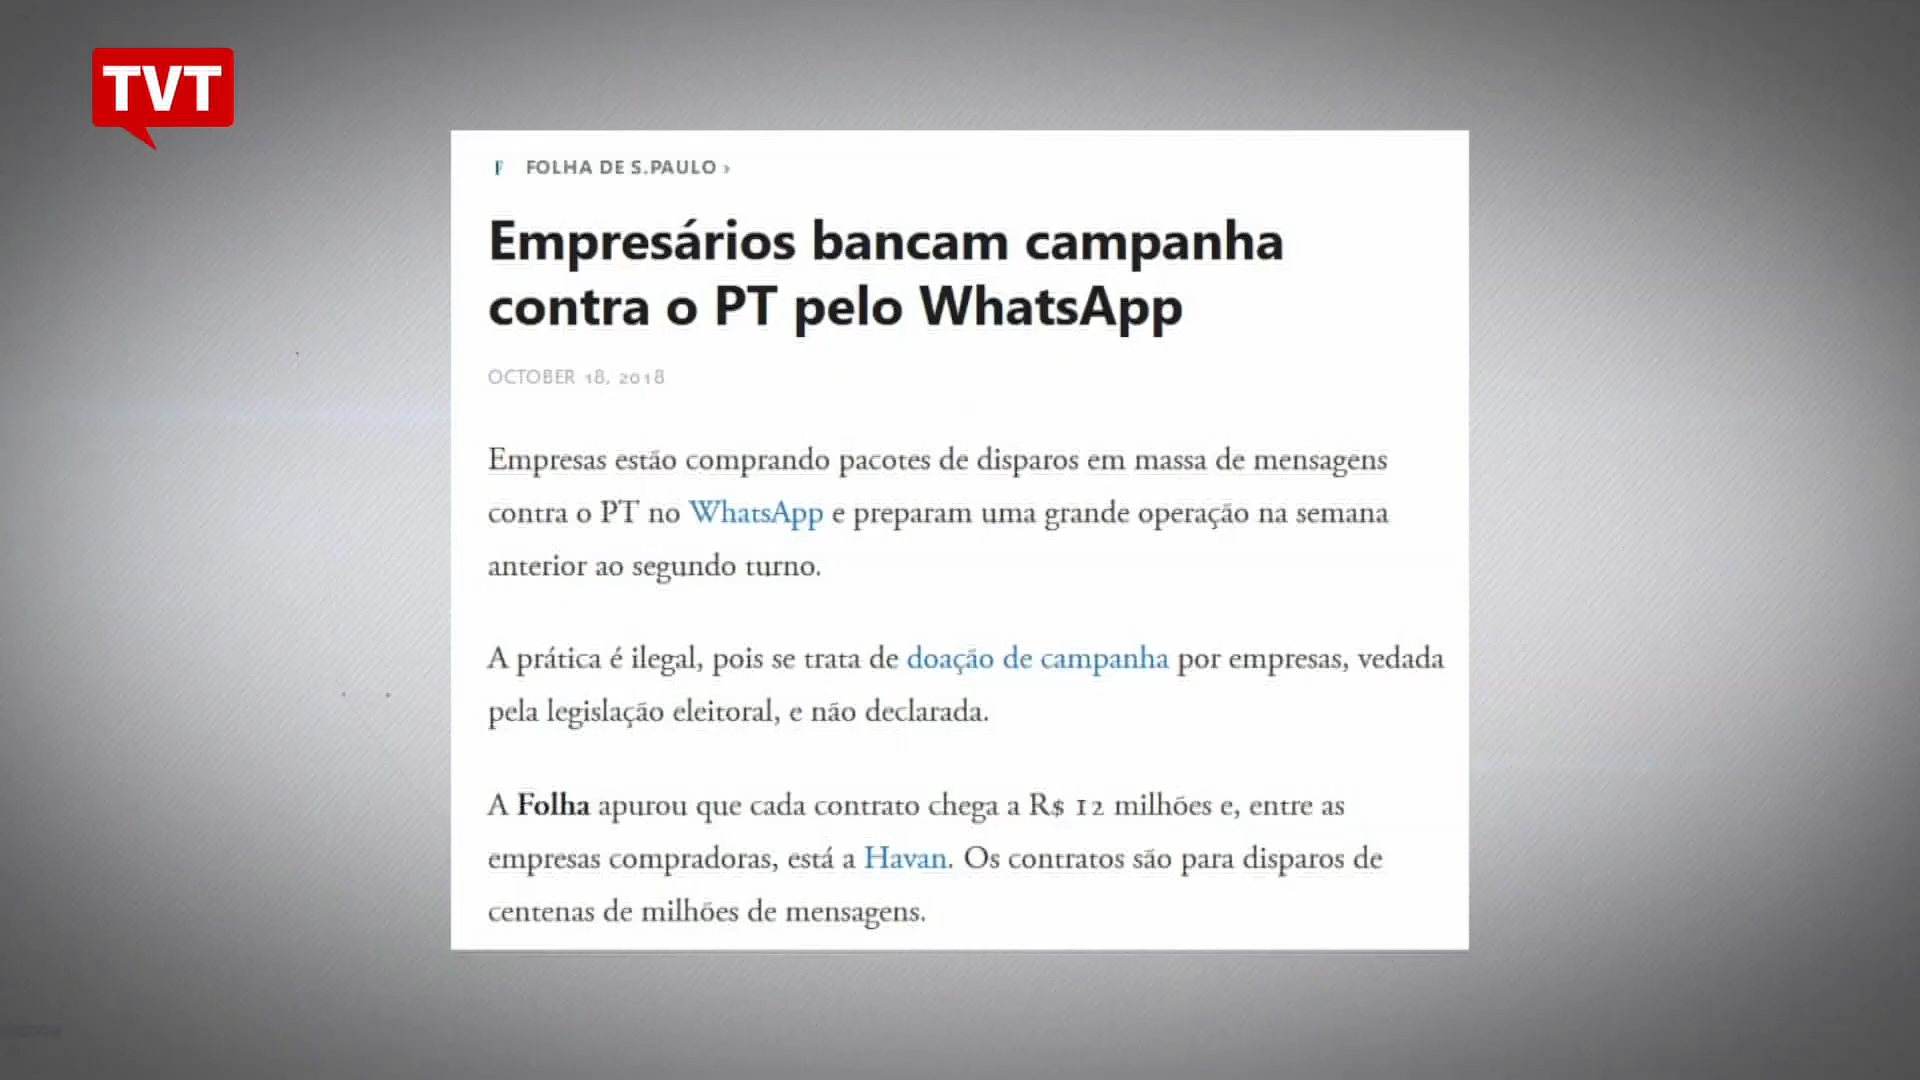 TVT
F FOLHA DE S.PAULO ›
Empresários bancam campanha
contra o PT pelo WhatsApp
OCTOBER 18, 2018
Empresas estão comprando pacotes de disparos em massa de mensagens
contra o PT no WhatsApp e preparam uma grande operação na semana
anterior ao segundo turno.
A prática é ilegal, pois se trata de doação de campanha por empresas, vedada
pela legislação eleitoral, e não declarada.
A Folha apurou que cada contrato chega a R$ 12 milhões e, entre as
empresas compradoras, está a Havan. Os contratos são para disparos de
centenas de milhões de mensagens.